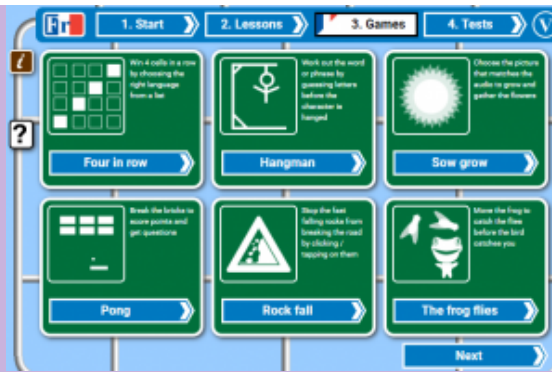 Fr
1. Start
2. Lessons
3. Games
4. Tests
V
i
Win 4 cells in a row
by choosing the
right language
from a list
Four in row
Work out the word
or phrase by
guessing letters
before the
character is
hanged
Hangman
Choose the picture
that matches the
audio to grow and
gather the flowers
Sow grow
?
Break the bricks to
score points and
get questions
Pong
Stop the fast
falling rocks from
breaking the road
by clicking /
tapping on them
Rock fall
Move the frog to
catch the flies
before the bird
catches you
The frog flies
Next